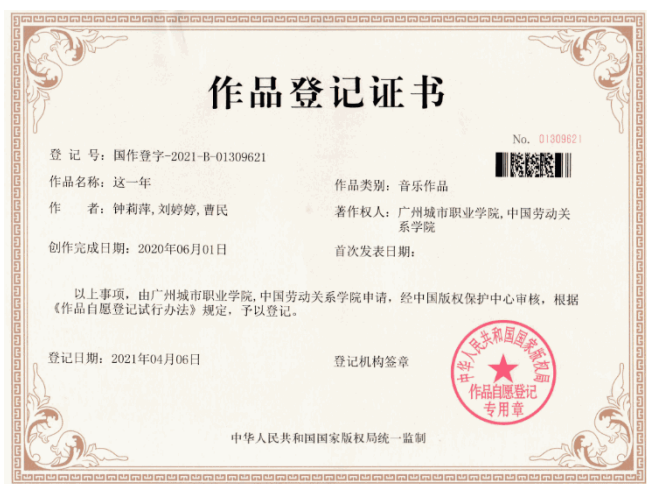 作品登记证书
No. 01309621
登 记 号：国作登字-2021-B-01309621
作品名称：这一年
作品类别：音乐作品
作 者：钟莉萍,刘婷婷,曹民
著作权人：广州城市职业学院,中国劳动关
系学院
创作完成日期：2020年06月01日
首次发表日期：
以上事项，由广州城市职业学院,中国劳动关系学院申请，经中国版权保护中心审核，根据
《作品自愿登记试行办法》规定，予以登记。
登记日期：2021年04月06日
登记机构签章
中华人民共和国国家版权局
作品自愿登记
专用章
中华人民共和国国家版权局统一监制